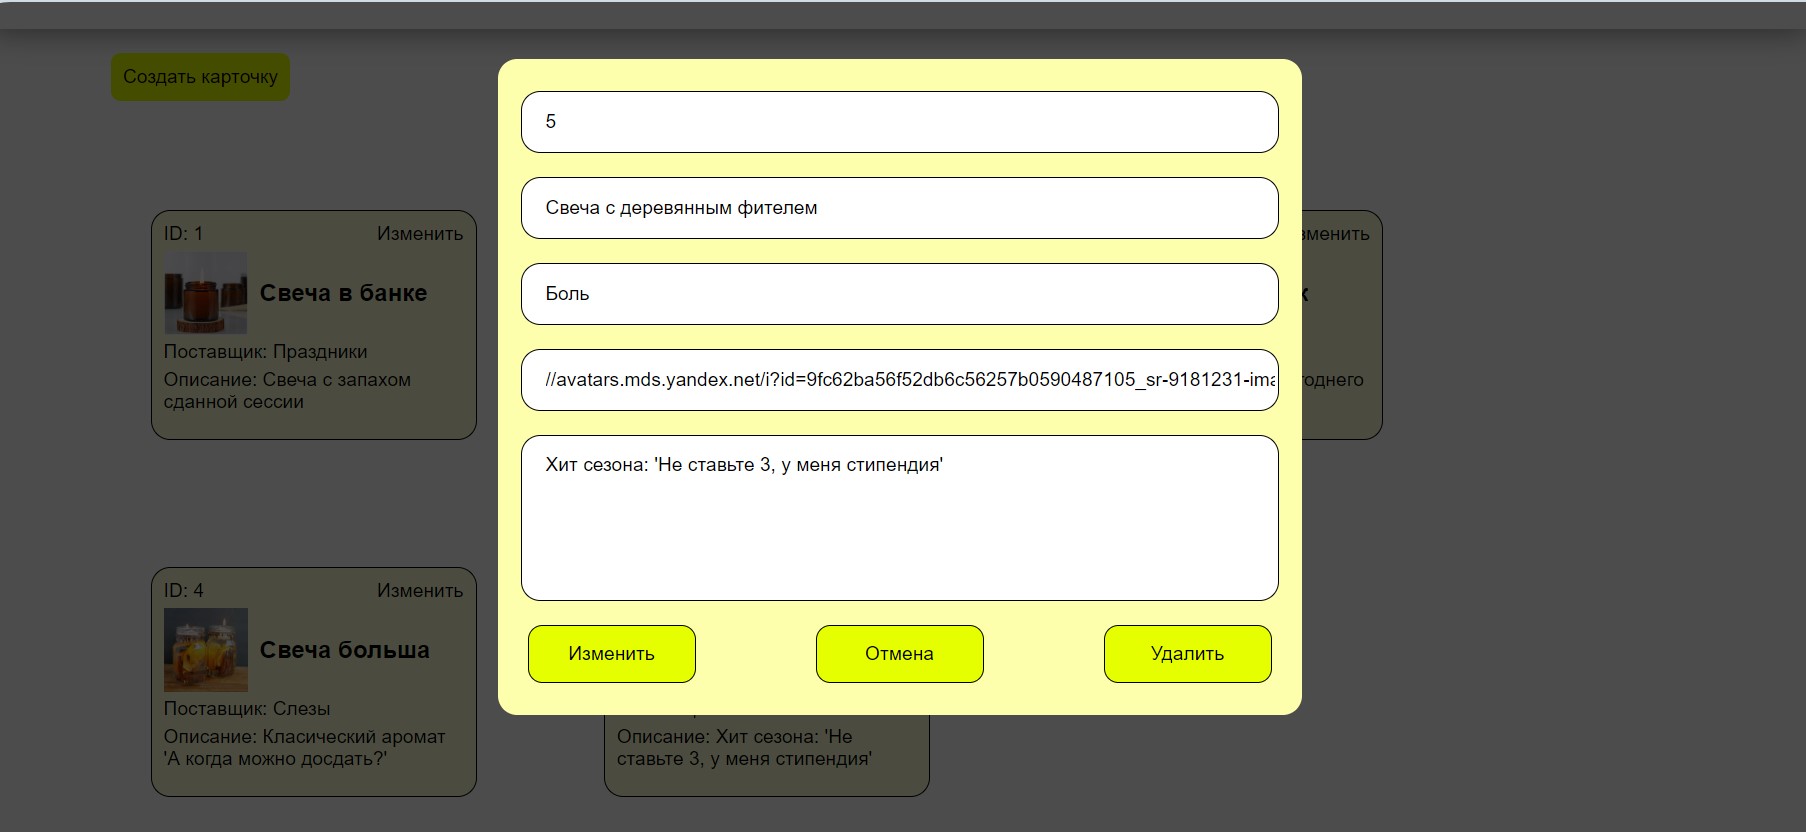 Создать карточку
5
Свеча с деревянным фителем
Боль
//avatars.mds.yandex.net/i?id=9fc62ba56f52db6c56257b0590487105_sr-9181231-ima
Хит сезона: 'Не ставьте 3, у меня стипендия'
Изменить
Отмена
Удалить
ID: 1
Изменить
Свеча в банке
Поставщик: Праздники
Описание: Свеча с запахом
сданной сессии
зменить
к
годнего
ID: 4
Изменить
Свеча больша
Поставщик: Слезы
Описание: Класический аромат
'А когда можно досдать?'
Описание: Хит сезона: 'Не
ставьте 3, у меня стипендия'